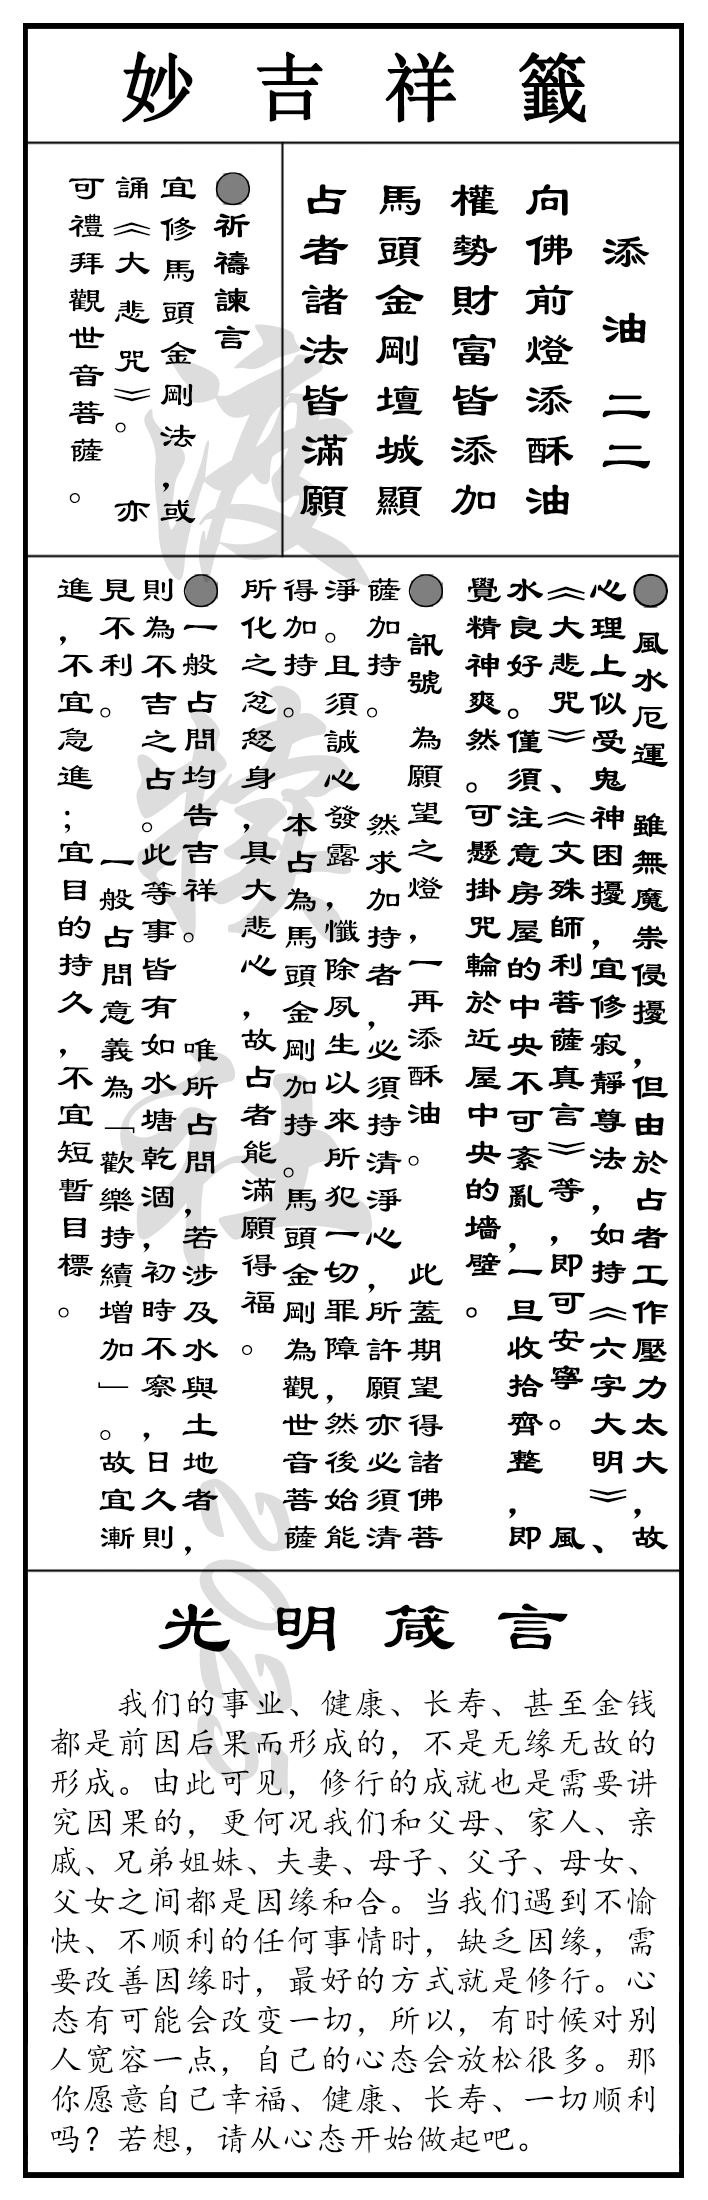 妙吉祥籤
添油 二二
向佛前燈添酥油
權勢財富皆添加
馬頭金剛壇城顯
占者諸法皆滿願
●祈禱諫言
宜修馬頭金剛法，或
誦《大悲咒》。 亦
可禮拜觀世音菩薩。
● 風水厄運 雖無魔祟侵擾，但由於占者工作壓力太大，故
心理上似受鬼神困擾，宜修寂靜尊法，如持《六字大明》、
《大悲咒》、《文殊師利菩薩真言》等，即可安寧。 風
水良好。僅須注意房屋的中央不可紊亂，一旦收拾齊整，即
覺精神爽然。可懸掛咒輪於近屋中央的墻壁。
● 訊號 為願望之燈，一再添酥油。 此蓋期望得諸佛菩
薩加持。 然求加持者，必須持清淨心，所許願亦必須清
淨。且須誠心發露，懺除夙生以來所犯一切罪障，然後始能
得加持。 本占為馬頭金剛加持。馬頭金剛為觀世音菩薩
所化之忿怒身，具大悲心，故占者能滿願得福。
●一般占問均告吉祥。 唯所占問，若涉及水與土地者，
則為不吉之占。此等事皆有如水塘乾涸，初時不察，日久則
見不利。 一般占問意義為「歡樂持續增加」。故宜漸
進，不宜急進；宜目的持久，不宜短暫目標。
光明箴言
我们的事业、健康、长寿、甚至金钱
都是前因后果而形成的，不是无缘无故的
形成。由此可见，修行的成就也是需要讲
究因果的，更何况我们和父母、家人、亲
戚、兄弟姐妹、夫妻、母子、父子、母女、
父女之间都是因缘和合。当我们遇到不愉
快、不顺利的任何事情时，缺乏因缘，需
要改善因缘时，最好的方式就是修行。心
态有可能会改变一切，所以，有时候对别
人宽容一点，自己的心态会放松很多。那
你愿意自己幸福、健康、长寿、一切顺利
吗？若想，请从心态开始做起吧。
2025